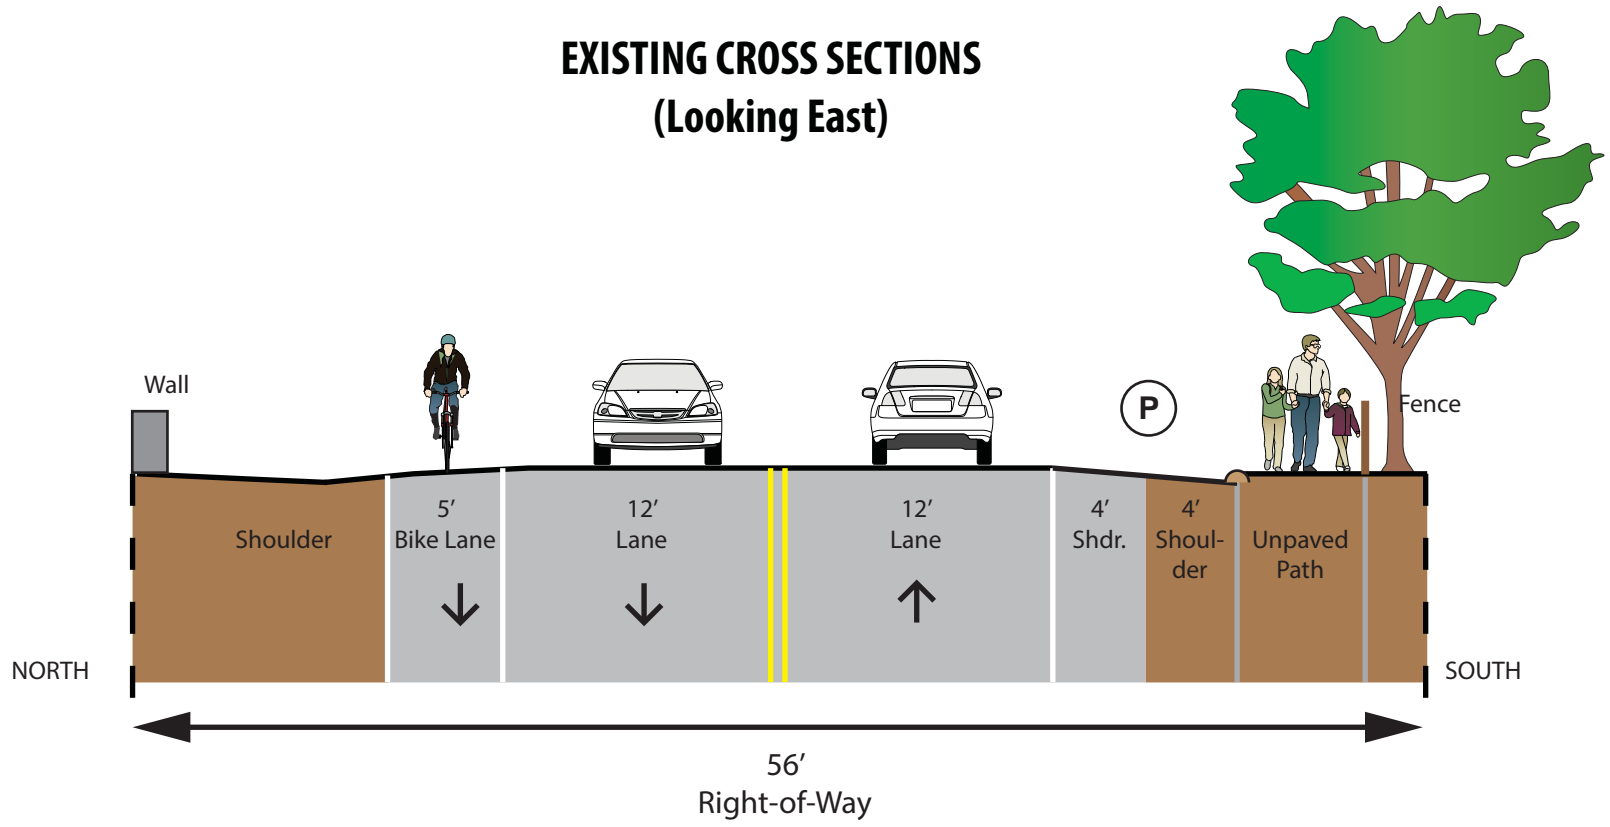 EXISTING CROSS SECTIONS
(Looking East)
Wall
P
Fence
Shoulder
5’
Bike Lane
12’
Lane
12’
Lane
4’
Shdr.
4’
Shoul-
der
Unpaved
Path
NORTH
SOUTH
56’
Right-of-Way